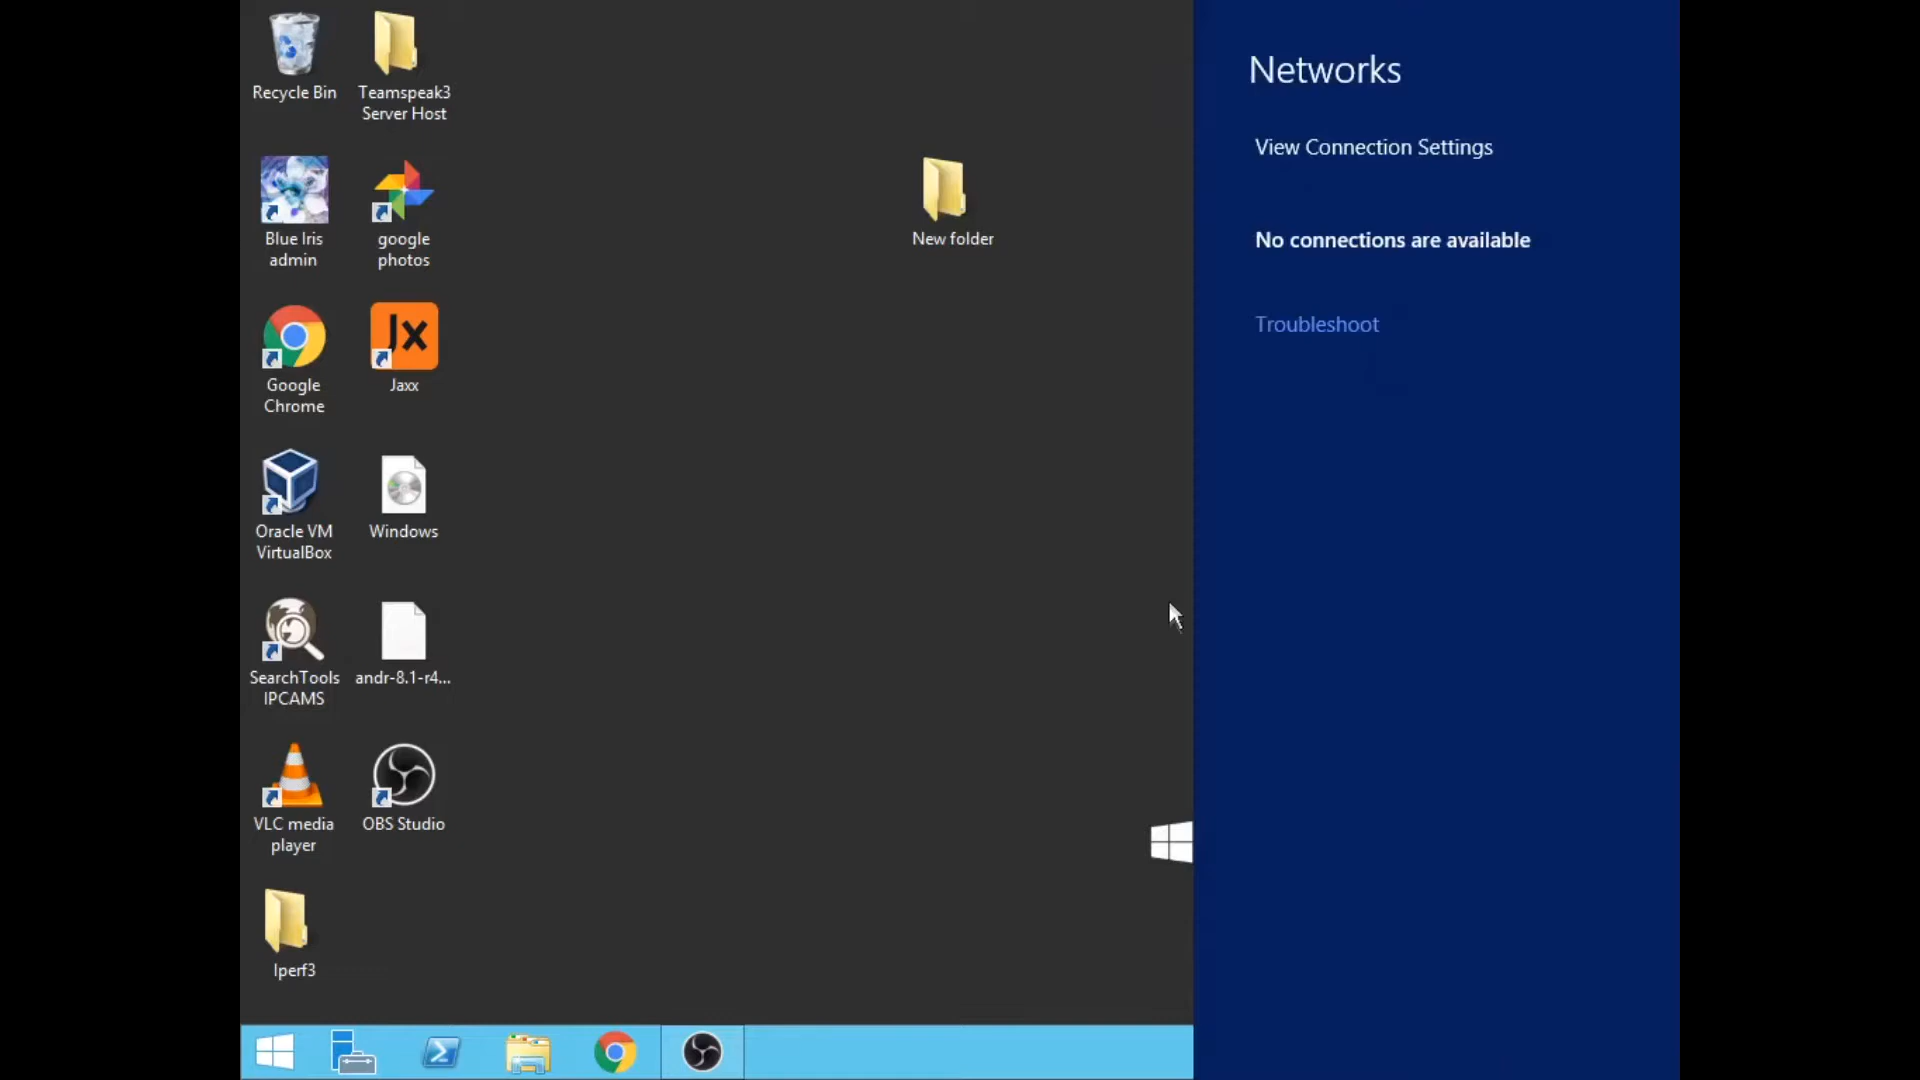 Recycle Bin
Teamspeak3
Server Host
Blue Iris
admin
google
photos
New folder
Google
Chrome
Jx
Jaxx
Oracle VM
VirtualBox
Windows
SearchTools
IPCAMS
andr-8.1-r4...
VLC media
player
OBS Studio
Iperf3
Networks
View Connection Settings
No connections are available
Troubleshoot